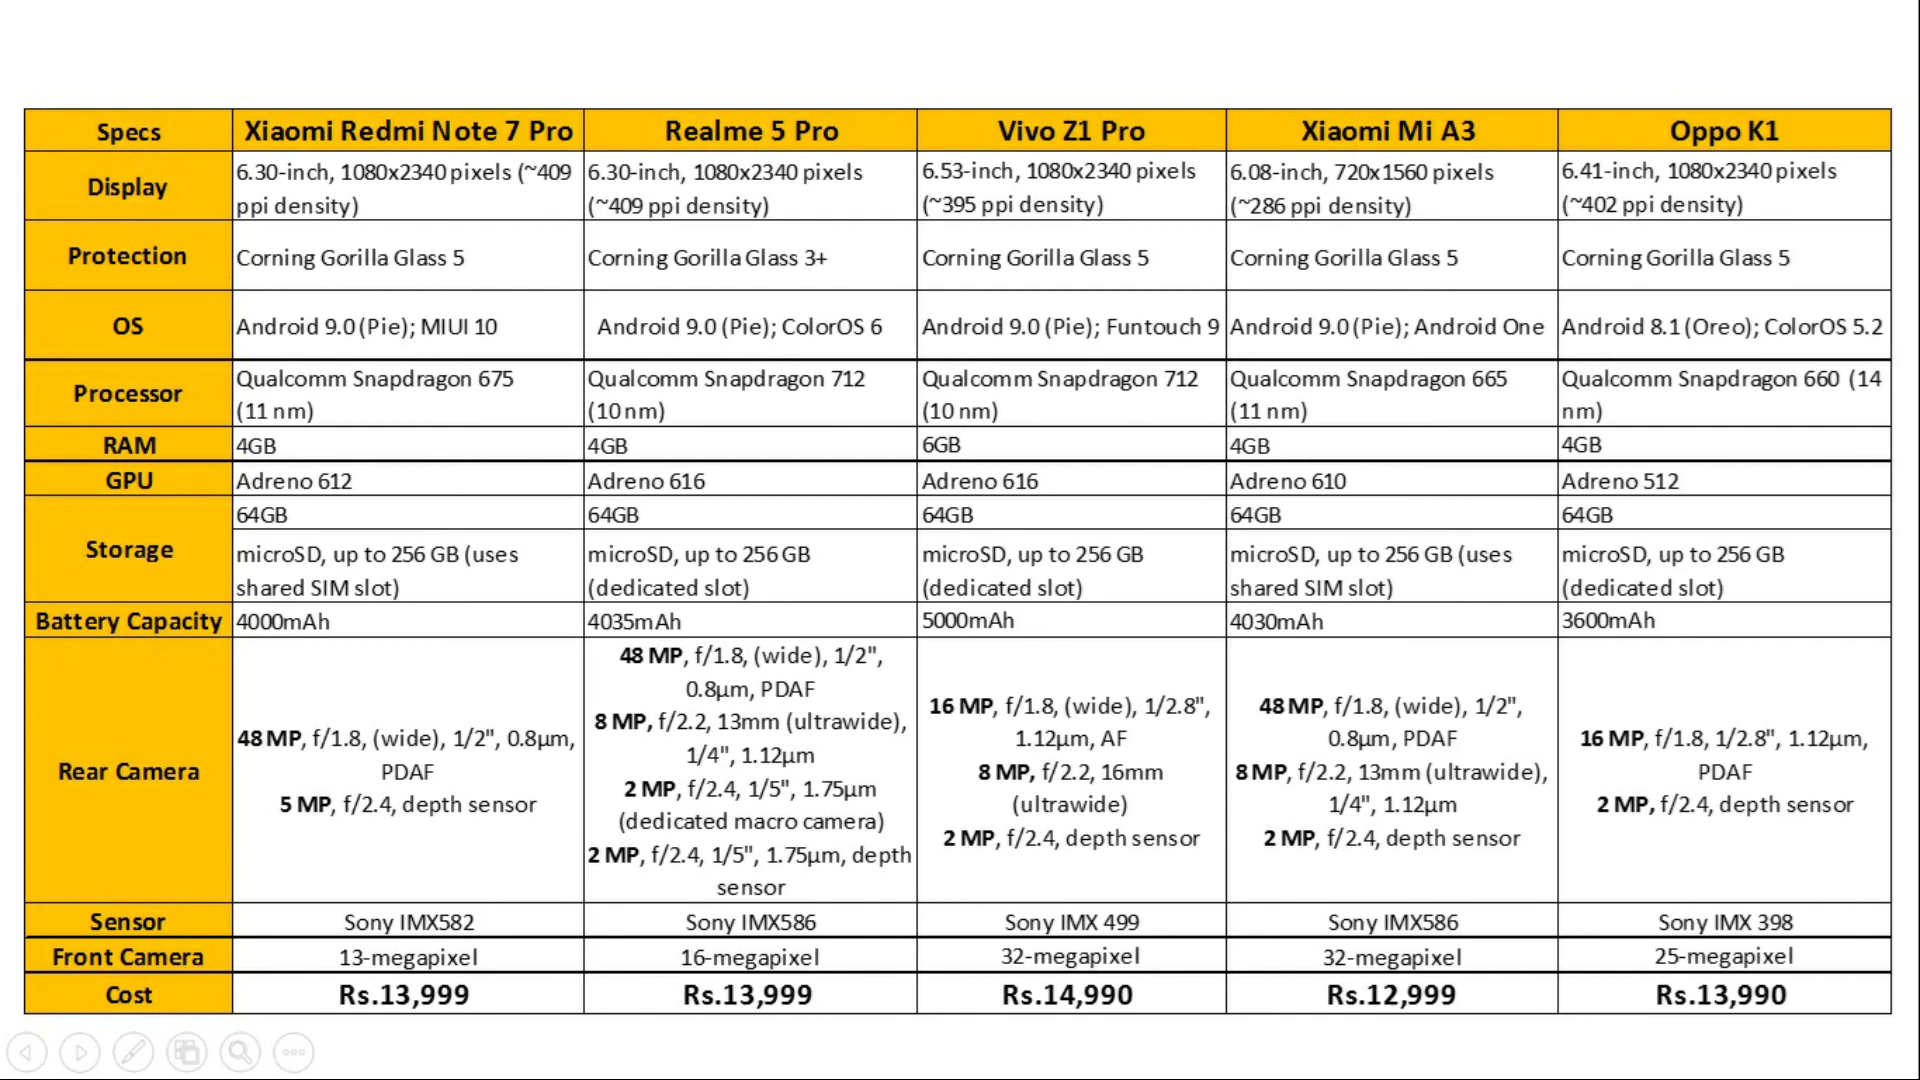 Specs Xiaomi Redmi Note 7 Pro Realme 5 Pro Vivo Z1 Pro Xiaomi Mi A3 Oppo K1
Display
6.30-inch, 1080x2340 pixels (~409
ppi density)
6.30-inch, 1080x2340 pixels
(~409 ppi density)
6.53-inch, 1080x2340 pixels
(~395 ppi density)
6.08-inch, 720x1560 pixels
(~286 ppi density)
6.41-inch, 1080x2340 pixels
(~402 ppi density)
Protection Corning Gorilla Glass 5 Corning Gorilla Glass 3+ Corning Gorilla Glass 5 Corning Gorilla Glass 5 Corning Gorilla Glass 5
OS Android 9.0 (Pie); MIUI 10 Android 9.0 (Pie); ColorOS 6 Android 9.0 (Pie); Funtouch 9 Android 9.0 (Pie); Android One Android 8.1 (Oreo); ColorOS 5.2
Processor
Qualcomm Snapdragon 675
(11 nm)
Qualcomm Snapdragon 712
(10 nm)
Qualcomm Snapdragon 712
(10 nm)
Qualcomm Snapdragon 665
(11 nm)
Qualcomm Snapdragon 660 (14
nm)
RAM 4GB 4GB 6GB 4GB 4GB
GPU Adreno 612 Adreno 616 Adreno 616 Adreno 610 Adreno 512
Storage
64GB 64GB 64GB 64GB 64GB
microSD, up to 256 GB (uses
shared SIM slot)
microSD, up to 256 GB
(dedicated slot)
microSD, up to 256 GB
(dedicated slot)
microSD, up to 256 GB (uses
shared SIM slot)
microSD, up to 256 GB
(dedicated slot)
Battery Capacity 4000mAh 4035mAh 5000mAh 4030mAh 3600mAh
Rear Camera
48 MP, f/1.8, (wide), 1/2", 0.8µm,
PDAF
5 MP, f/2.4, depth sensor
48 MP, f/1.8, (wide), 1/2",
0.8µm, PDAF
8 MP, f/2.2, 13mm (ultrawide),
1/4", 1.12µm
2 MP, f/2.4, 1/5", 1.75µm
(dedicated macro camera)
2 MP, f/2.4, 1/5", 1.75µm, depth
sensor
16 MP, f/1.8, (wide), 1/2.8",
1.12µm, AF
8 MP, f/2.2, 16mm
(ultrawide)
2 MP, f/2.4, depth sensor
48 MP, f/1.8, (wide), 1/2",
0.8µm, PDAF
8 MP, f/2.2, 13mm (ultrawide),
1/4", 1.12µm
2 MP, f/2.4, depth sensor
16 MP, f/1.8, 1/2.8", 1.12µm,
PDAF
2 MP, f/2.4, depth sensor
Sensor Sony IMX582 Sony IMX586 Sony IMX 499 Sony IMX586 Sony IMX 398
Front Camera 13-megapixel 16-megapixel 32-megapixel 32-megapixel 25-megapixel
Cost Rs.13,999 Rs.13,999 Rs.14,990 Rs.12,999 Rs.13,990